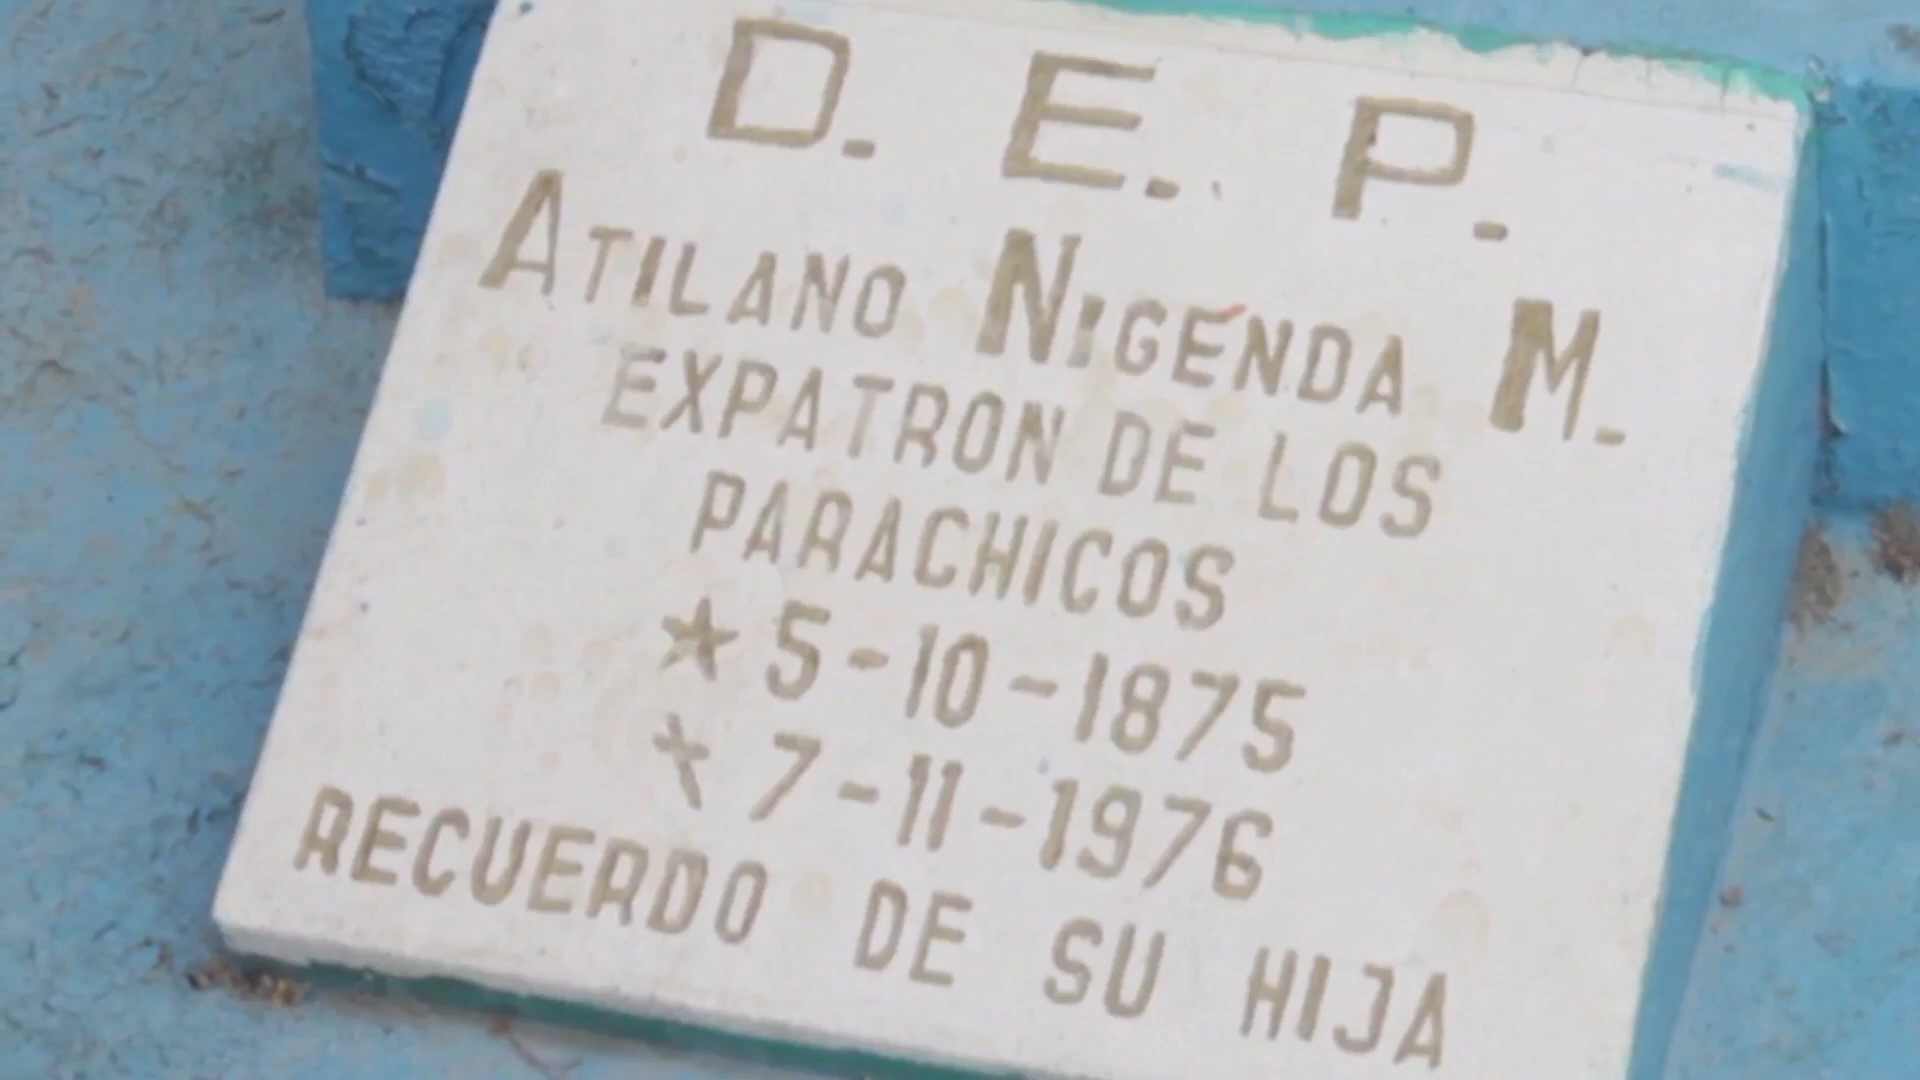 D. E. P.
ATILANO NIGENDA M.
EXPATRON DE LOS
PARACHICOS
★ 5-10-1875
✝ 7-11-1976
RECUERDO DE SU HIJA